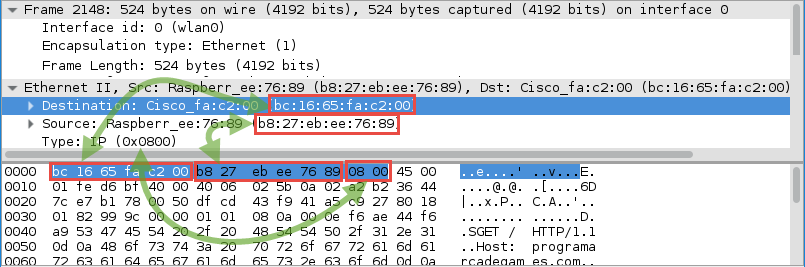 Frame 2148: 524 bytes on wire (4192 bits), 524 bytes captured (4192 bits) on interface 0
Interface id: 0 (wlan0)
Encapsulation type: Ethernet (1)
Frame Length: 524 bytes (4192 bits)
Ethernet II, Src: Raspberr_ee:76:89 (b8:27:eb:ee:76:89), Dst: Cisco_fa:c2:00 (bc:16:65:fa:c2:00)
Destination: Cisco_fa:c2:00 (bc:16:65:fa:c2:00)
Source: Raspberr_ee:76:89 (b8:27:eb:ee:76:89)
Type: IP (0x0800)
0000 bc 16 65 fa c2 00 b8 27 eb ee 76 89 08 00 45 00 ..e....' ..v...E.
0010 01 fe d6 bf 40 00 40 06 02 5b 0a 02 a2 b2 36 44 ....@.@. .[....6D
0020 7c e7 b1 78 00 50 df cd 43 f9 41 a5 c9 27 80 18 |..x.P.. C.A..'..
0030 01 82 99 9c 00 00 01 01 08 0a 00 0e f6 ae 44 f6 ........ ......D.
0040 a9 53 47 45 54 20 2f 20 48 54 54 50 2f 31 2e 31 .SGET / HTTP/1.1
0050 0d 0a 48 6f 73 74 3a 20 70 72 6f 67 72 61 6d 61 ..Host: programa
72 63 61 64 65 67 61 6d 65 73 2e 63 6f 6d 0d 0a rcadegam es.com..